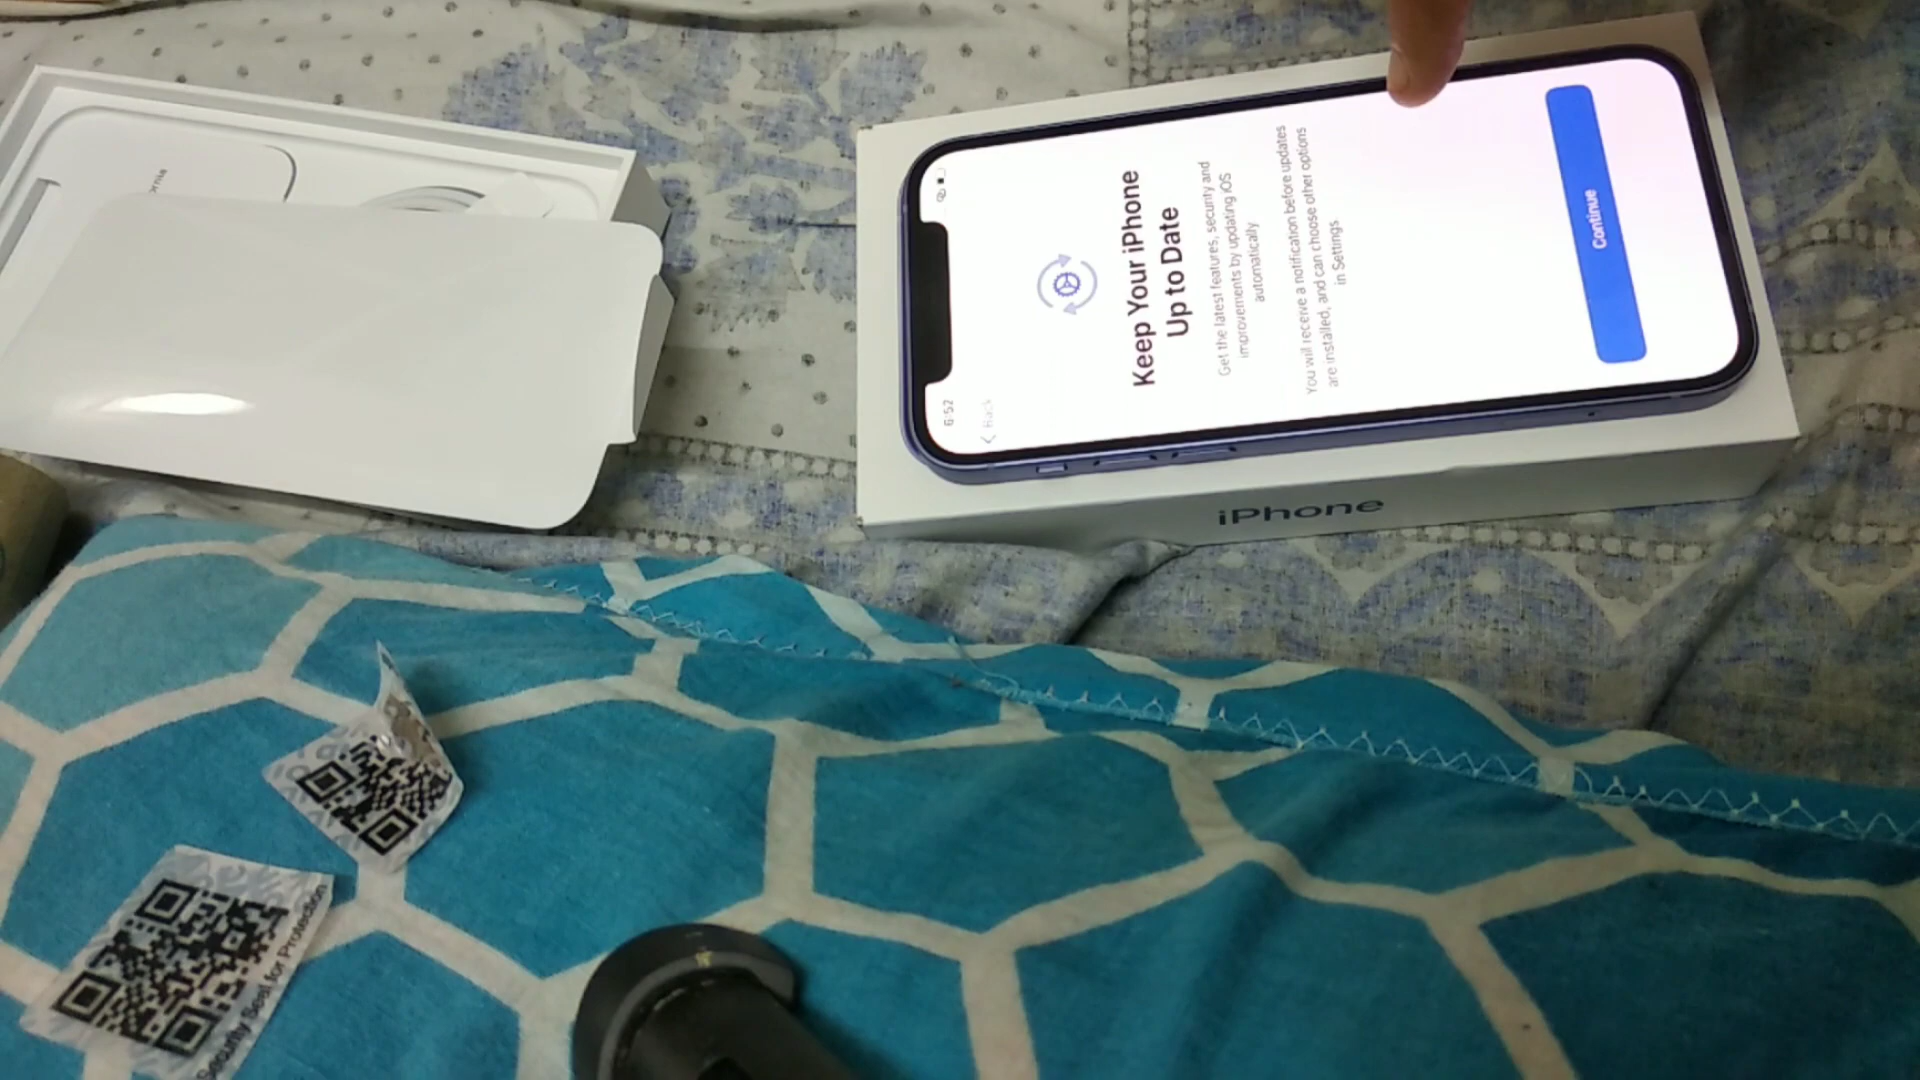 6:52
Back
Keep Your iPhone
Up to Date
Get the latest features, security and
improvements by updating iOS
automatically
You will receive a notification before updates
are installed, and can choose other options
in Settings
Continue
iPhone
Security Seal for Protection